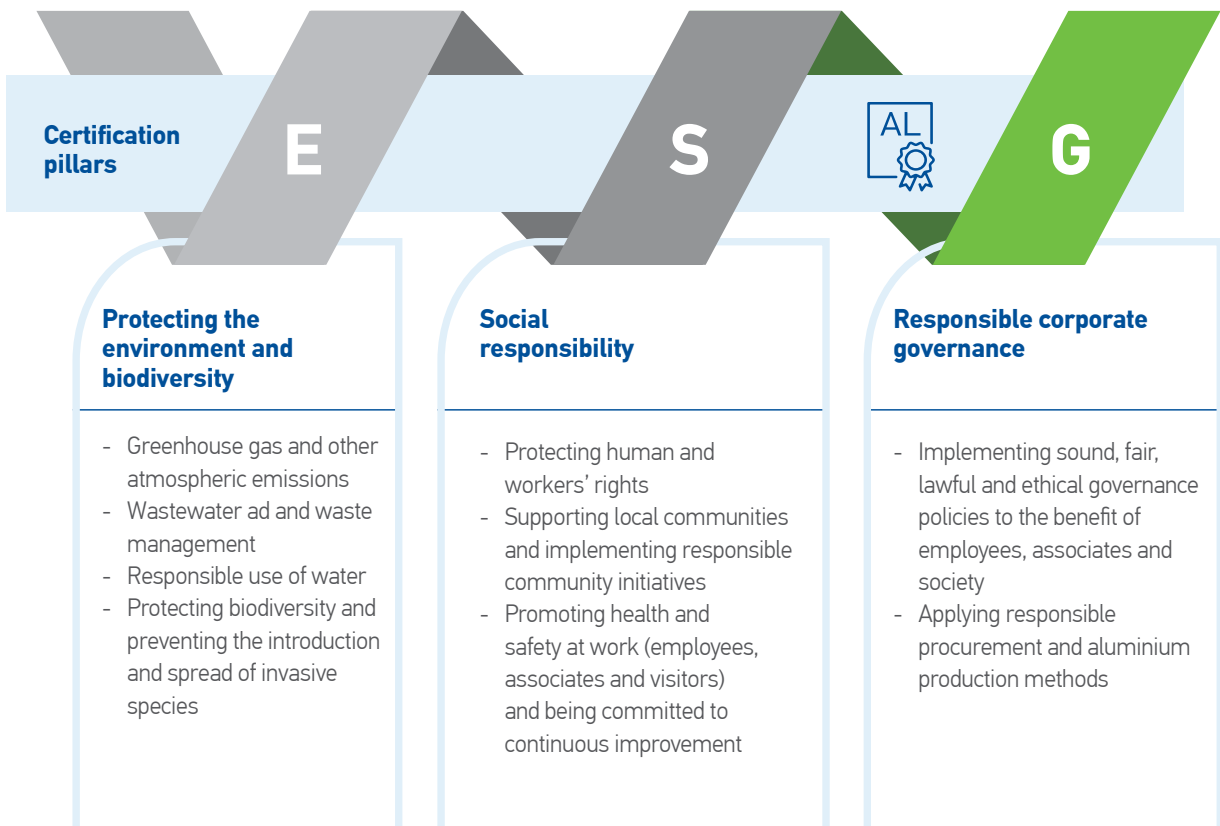 Certification
pillars
E
S
AL
G
Protecting the
environment and
biodiversity
- Greenhouse gas and other
atmospheric emissions
- Wastewater ad and waste
management
- Responsible use of water
- Protecting biodiversity and
preventing the introduction
and spread of invasive
species
Social
responsibility
- Protecting human and
workers’ rights
- Supporting local communities
and implementing responsible
community initiatives
- Promoting health and
safety at work (employees,
associates and visitors)
and being committed to
continuous improvement
Responsible corporate
governance
- Implementing sound, fair,
lawful and ethical governance
policies to the benefit of
employees, associates and
society
- Applying responsible
procurement and aluminium
production methods